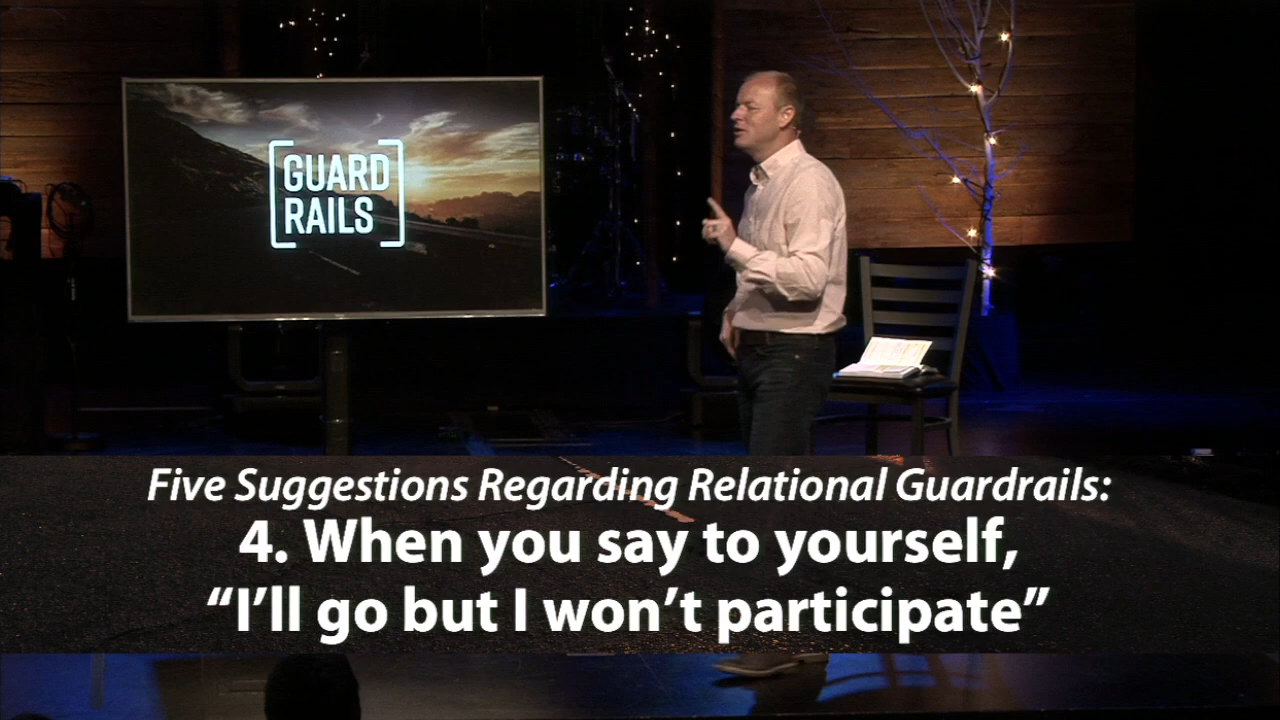 GUARD
RAILS
Five Suggestions Regarding Relational Guardrails:
4. When you say to yourself,
“I’ll go but I won’t participate”